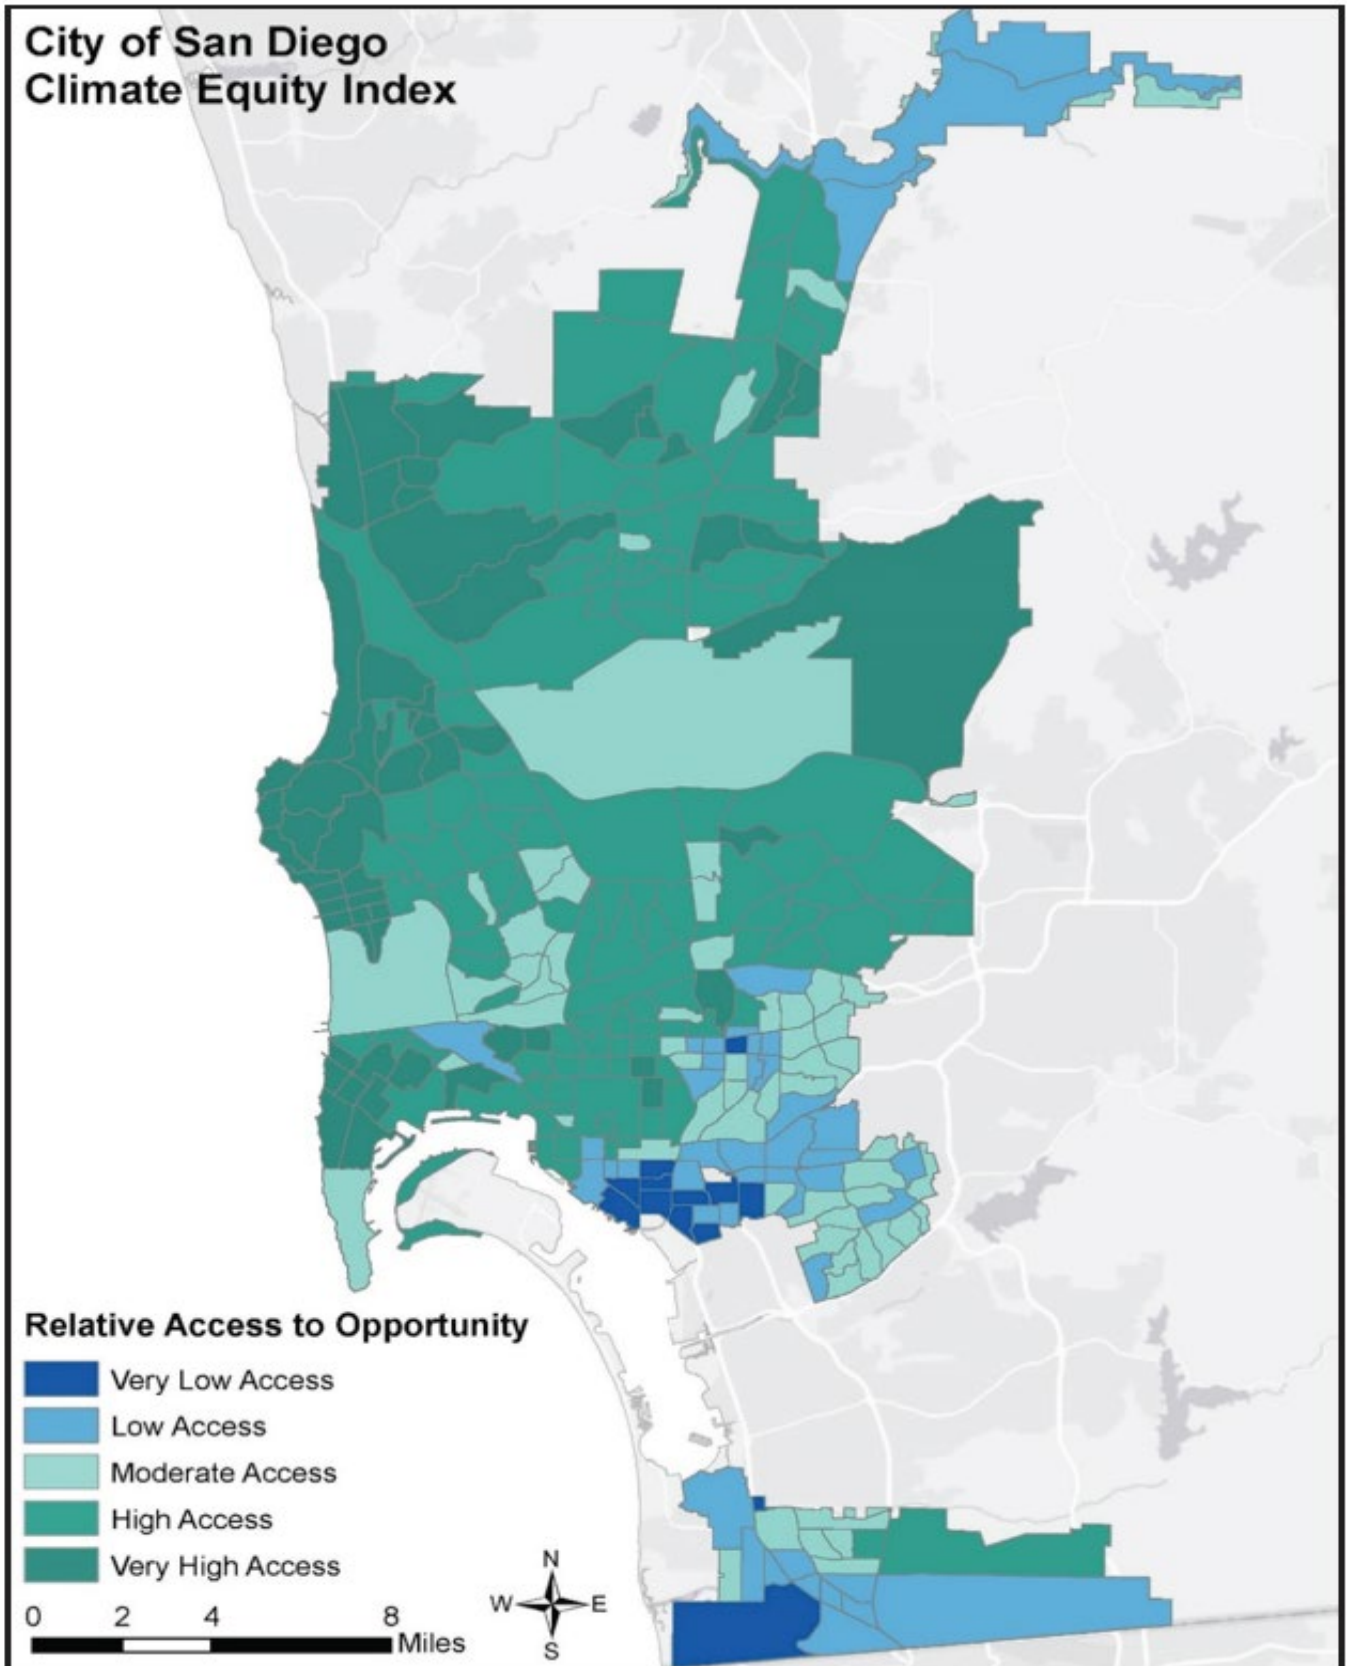 City of San Diego
Climate Equity Index
Relative Access to Opportunity
Very Low Access
Low Access
Moderate Access
High Access
Very High Access
N
W E
S
0 2 4 8
Miles